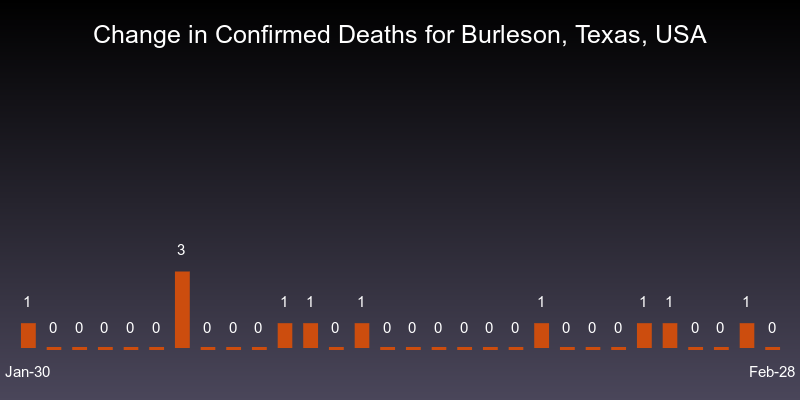 Change in Confirmed Deaths for Burleson, Texas, USA
3
1 0 0 0 0 0 0 0 0 1 1 0 1 0 0 0 0 0 0 1 0 0 0 1 1 0 0 1 0
Jan-30 Feb-28